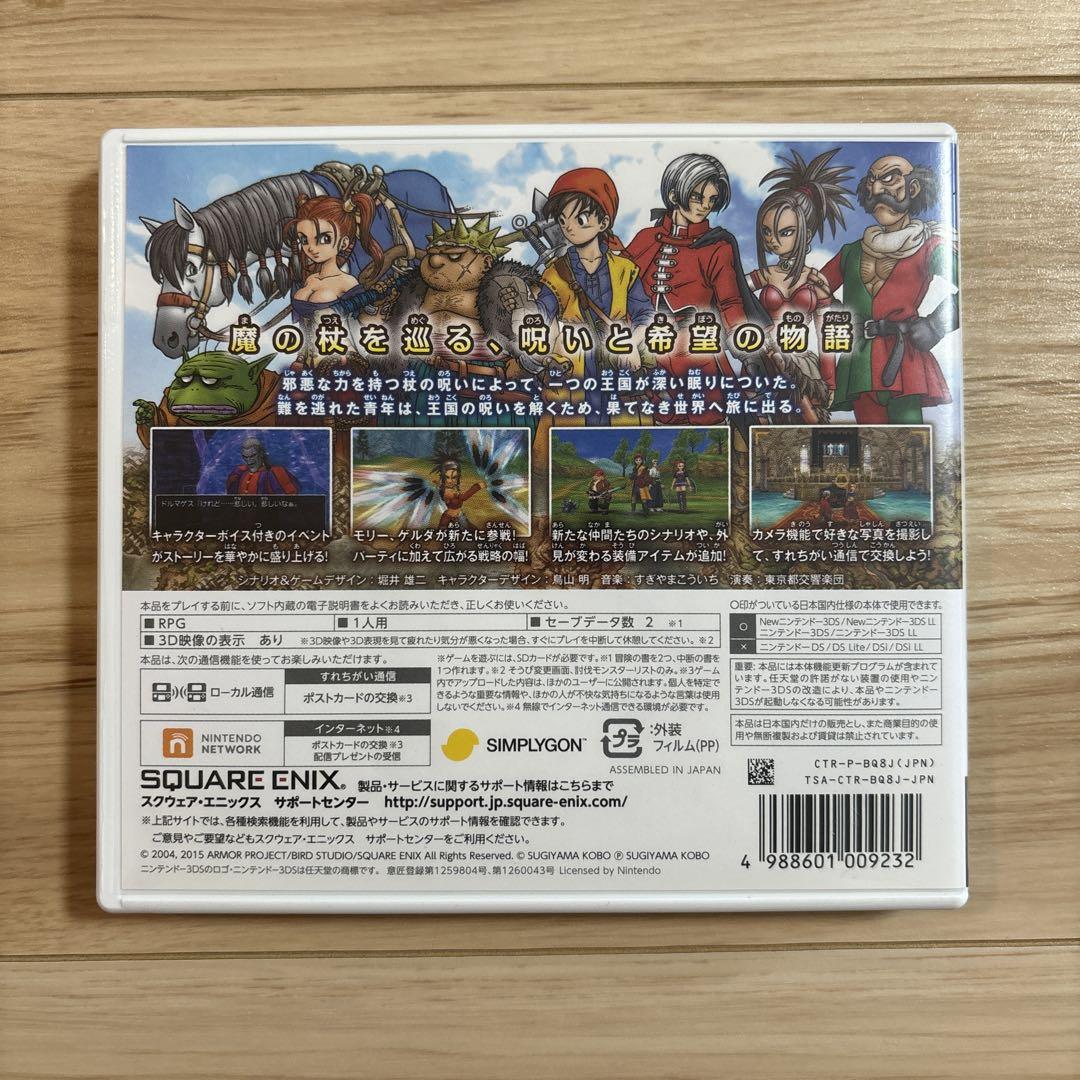 魔の杖を巡る、呪いと希望の物語
邪悪な力を持つ杖の呪いによって、一つの王国が深い眠りについた。
難を逃れた青年は、王国の呪いを解くため、果てなき世界へ旅に出る。
ドルマゲス「けれど……悲しい。悲しいなぁ。
キャラクターボイス付きのイベント
がストーリーを華やかに盛り上げる!
モリー、ゲルダが新たに参戦!
パーティに加えて広がる戦略の幅!
新たな仲間たちのシナリオや、外
見が変わる装備アイテムが追加!
カメラ機能で好きな写真を撮影し
て、すれちがい通信で交換しよう!
シナリオ&ゲームデザイン:堀井 雄二 キャラクターデザイン:鳥山 明 音楽:すぎやまこういち 演奏:東京都交響楽団
本品をプレイする前に、ソフト内蔵の電子説明書をよくお読みいただき、正しくお使いください。
■RPG ■1人用 ■セーブデータ数 2 ※1
■3D映像の表示 あり ※3D映像や3D表現を見て疲れたり気分が悪くなった場合、すぐにプレイを中断して休憩してください。※2
〇印がついている日本国内仕様の本体で使用できます。
○ Newニンテンドー3DS/Newニンテンドー3DS LL
ニンテンドー3DS/ニンテンドー3DS LL
× ニンテンドーDS/DS Lite/DSi/DSi LL
本品は、次の通信機能を使ってお楽しみいただけます。
ローカル通信
すれちがい通信
ポストカードの交換※3
NINTENDO
NETWORK
インターネット※4
ポストカードの交換※3
配信プレゼントの受信
※ゲームを遊ぶには、SDカードが必要です。※1 冒険の書を2つ、中断の書を
1つ作れます。※2 そうび変更画面、討伐モンスターリストのみ。※3ゲーム
内でアップロードした内容は、ほかのユーザーに公開されます。個人を特定で
きるような重要な情報や、ほかの人が不快な気持ちになるような言葉は使用
しないでください。※4 無線でインターネット通信できる環境が必要です。
SIMPLYGON™
プラ
:外装
フィルム(PP)
ASSEMBLED IN JAPAN
重要:本品には本体機能更新プログラムが含まれて
います。任天堂の許諾がない装置の使用やニンテ
ンドー3DSの改造により、本品やニンテンドー
3DSが起動しなくなる可能性があります。
本品は日本国内だけの販売とし、また商業目的の使
用や無断複製および賃貸は禁止されています。
CTR-P-BQ8J(JPN)
TSA-CTR-BQ8J-JPN
SQUARE ENIX® 製品・サービスに関するサポート情報はこちらまで
スクウェア・エニックス サポートセンター http://support.jp.square-enix.com/
※上記サイトでは、各種検索機能を利用して、製品やサービスのサポート情報を確認できます。
ご意見やご要望などもスクウェア・エニックス サポートセンターをご利用ください。
© 2004, 2015 ARMOR PROJECT/BIRD STUDIO/SQUARE ENIX All Rights Reserved. © SUGIYAMA KOBO ℗ SUGIYAMA KOBO
ニンテンドー3DSのロゴ・ニンテンドー3DSは任天堂の商標です。 意匠登録第1259804号、第1260043号 Licensed by Nintendo
4 988601 009232